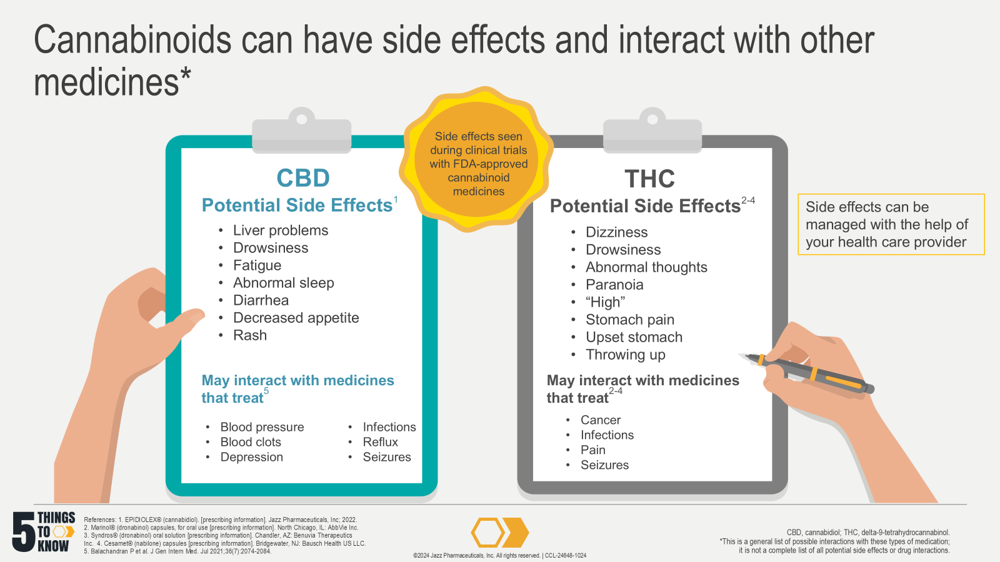 Cannabinoids can have side effects and interact with other
medicines*
Side effects seen
during clinical trials
with FDA-approved
cannabinoid
medicines
CBD
Potential Side Effects1
• Liver problems
• Drowsiness
• Fatigue
• Abnormal sleep
• Diarrhea
• Decreased appetite
• Rash
May interact with medicines
that treat5
• Blood pressure
• Blood clots
• Depression
• Infections
• Reflux
• Seizures
THC
Potential Side Effects2-4
• Dizziness
• Drowsiness
• Abnormal thoughts
• Paranoia
• “High”
• Stomach pain
• Upset stomach
• Throwing up
May interact with medicines
that treat2-4
• Cancer
• Infections
• Pain
• Seizures
Side effects can be
managed with the help of
your health care provider
5 THINGS
TO
KNOW
References: 1. EPIDIOLEX® (cannabidiol). [prescribing information]. Jazz Pharmaceuticals, Inc; 2022.
2. Marinol® (dronabinol) capsules, for oral use [prescribing information]. North Chicago, IL: AbbVie Inc.
3. Syndros® (dronabinol) oral solution [prescribing information]. Chandler, AZ: Benuvia Therapeutics
Inc. 4. Cesamet® (nabilone) capsules [prescribing information]. Bridgewater, NJ: Bausch Health US LLC.
5. Balachandran P et al. J Gen Intern Med. Jul 2021;36(7):2074-2084.
©2024 Jazz Pharmaceuticals, Inc. All rights reserved. | CCL-24648-1024
CBD, cannabidiol; THC, delta-9-tetrahydrocannabinol.
*This is a general list of possible interactions with these types of medication;
it is not a complete list of all potential side effects or drug interactions.